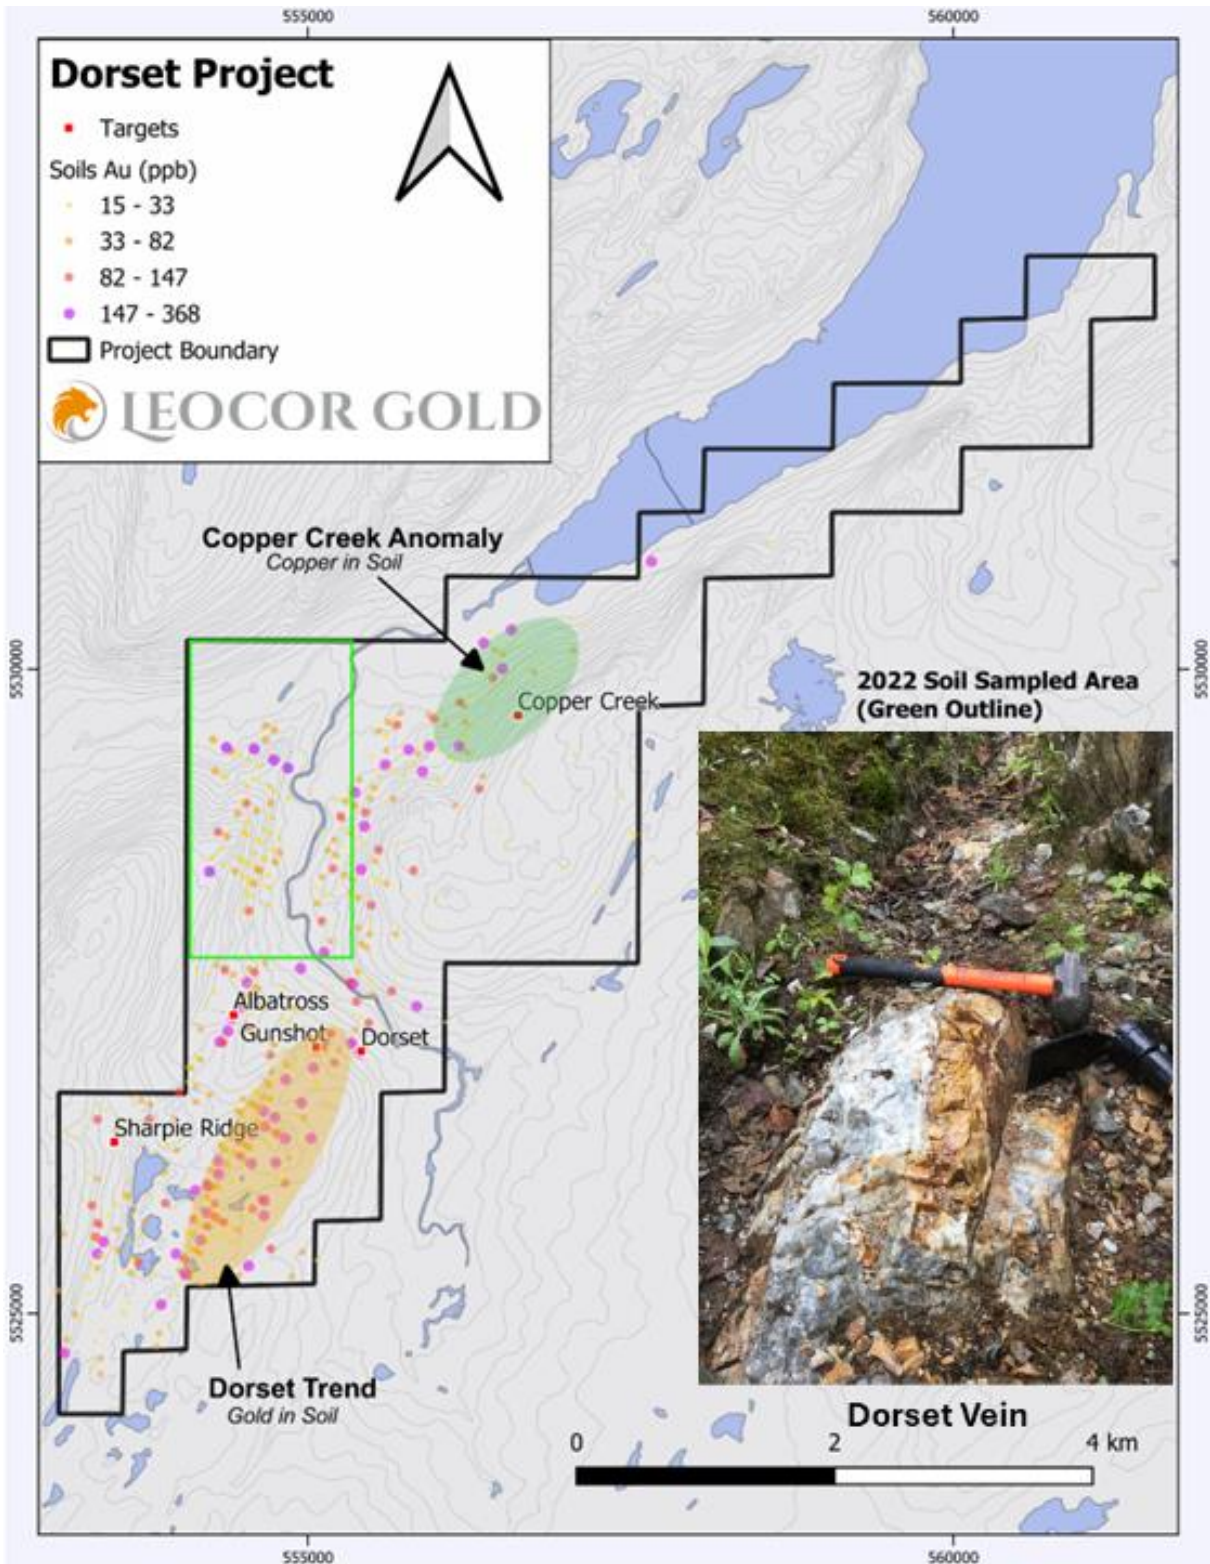 555000
560000
Dorset Project
Targets
Soils Au (ppb)
15 - 33
33 - 82
82 - 147
147 - 368
Project Boundary
LEOCOR GOLD
Copper Creek Anomaly
Copper in Soil
5530000
5530000
2022 Soil Sampled Area
(Green Outline)
Copper Creek
Albatross
Gunshot
Dorset
Sharpie Ridge
5525000
5525000
Dorset Trend
Gold in Soil
Dorset Vein
0
2
4 km
555000
560000